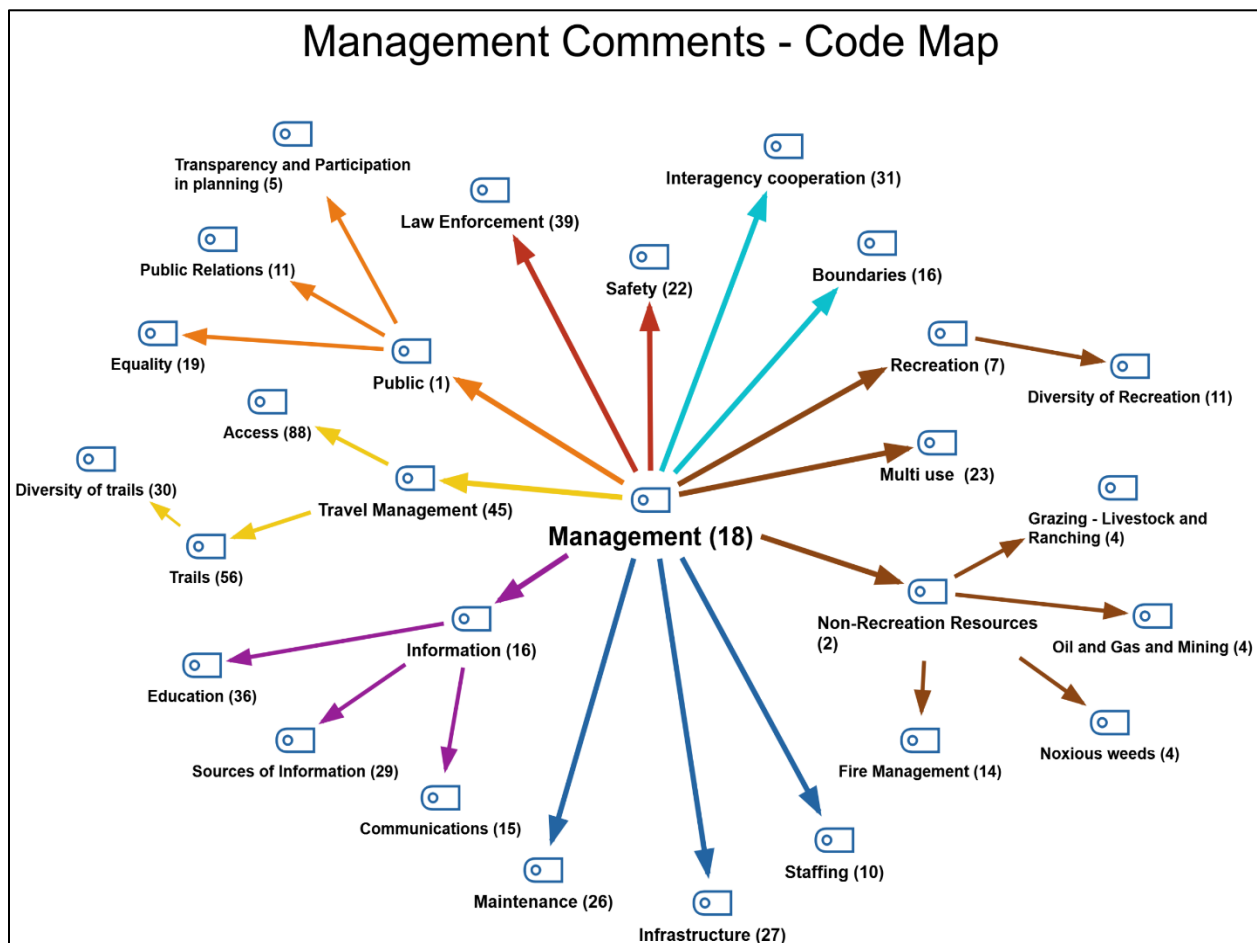 Management Comments - Code Map
Transparency and Participation
in planning (5)
Interagency cooperation (31)
Law Enforcement (39)
Public Relations (11)
Safety (22)
Boundaries (16)
Equality (19)
Public (1)
Recreation (7)
Diversity of Recreation (11)
Access (88)
Multi use (23)
Diversity of trails (30)
Travel Management (45)
Grazing - Livestock and
Ranching (4)
Management (18)
Trails (56)
Non-Recreation Resources
(2)
Oil and Gas and Mining (4)
Information (16)
Education (36)
Noxious weeds (4)
Sources of Information (29)
Fire Management (14)
Communications (15)
Staffing (10)
Maintenance (26)
Infrastructure (27)